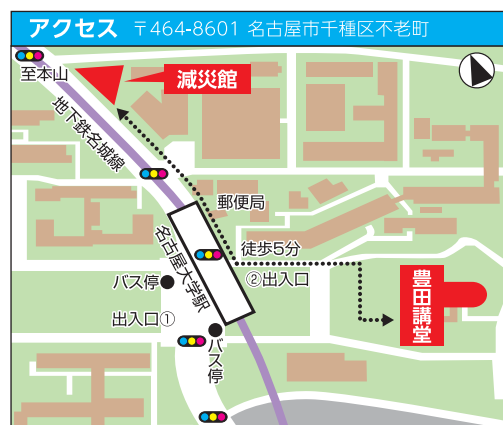 アクセス 〒464-8601 名古屋市千種区不老町
至本山
減災館
地下鉄名城線
郵便局
名古屋大学駅
徒歩5分
バス停
②出入口
豊田講堂
出入口①
バス停